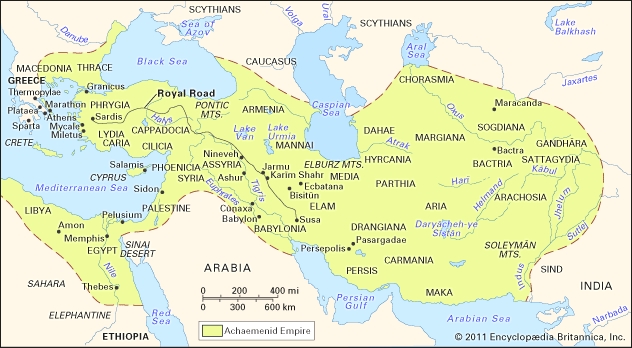 SCYTHIANS
Sea of
Azov
Volga
Ural
SCYTHIANS
Aral
Sea
Lake
Balkhash
Danube
Black Sea
CAUCASUS
Caspian
Sea
CHORASMIA
Jaxartes
MACEDONIA
THRACE
GREECE
Granicus
Royal Road
Thermopylae
Marathon
PHRYGIA
PONTIC
MTS.
ARMENIA
Oxus
Maracanda
Plataea
Athens
Sardis
Halys
Sparta
Mycale
LYDIA
CAPPADOCIA
Lake
Van
Lake
Urmia
DAHAE
MARGIANA
SOGDIANA
Miletus
CARIA
CILICIA
MANNAI
Atrak
GANDHĀRA
CRETE
Nineveh
ELBURZ MTS.
HYRCANIA
Bactra
BACTRIA
SATTAGYDIA
Salamis
PHOENICIA
ASSYRIA
Jarmu
MEDIA
Kābul
CYPRUS
SYRIA
Ashur
Karīm Shahr
PARTHIA
Hari
Mediterranean Sea
Sidon
Euphrates
Tigris
Ecbatana
Helmand
Bīsitūn
ARACHOSIA
Jhelum
LIBYA
PALESTINE
Conaxa
ELAM
ARIA
Babylon
Susa
Amon
Pelusium
BABYLONIA
DRANGIANA
Daryācheh-ye
Sīstān
Sutlej
Memphis
SINAI
DESERT
Pasargadae
SOLEYMĀN
MTS.
EGYPT
Persepolis
CARMANIA
Indus
SIND
SAHARA
Nile
ARABIA
PERSIS
INDIA
Thebes
0 200 400 mi
0 300 600 km
Persian
Gulf
MAKA
ELEPHANTINE
Red
Sea
Arabian Sea
Narbada
ETHIOPIA
Achaemenid Empire
© 2011 Encyclopædia Britannica, Inc.